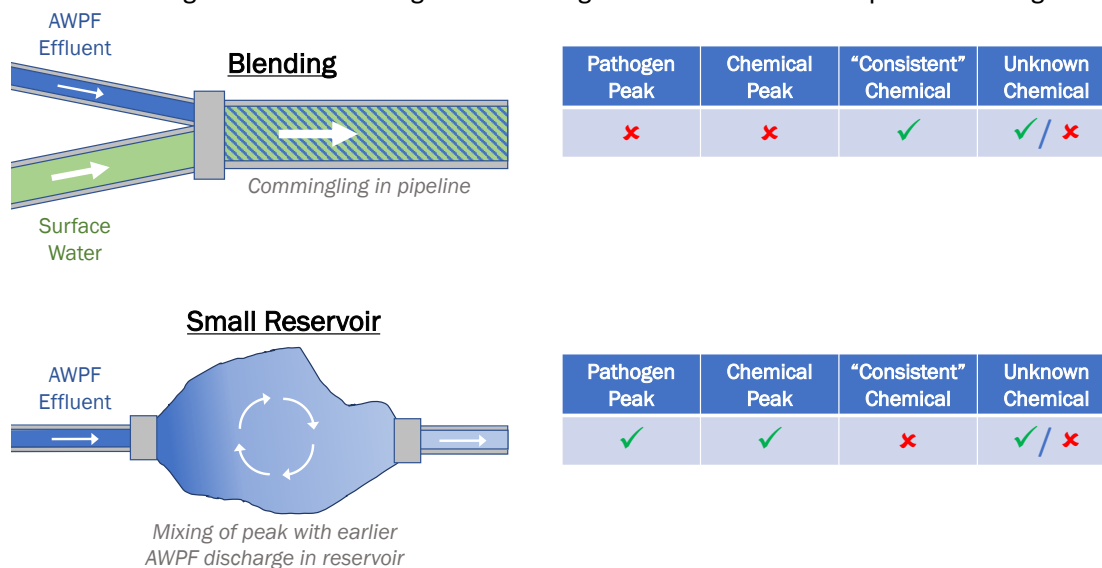 AWPF
Effluent
Blending
Commingling in pipeline
Surface
Water
Pathogen Peak Chemical Peak "Consistent" Chemical Unknown Chemical
✘ ✘ ✓ ✓/✘
Small Reservoir
AWPF
Effluent
Mixing of peak with earlier
AWPF discharge in reservoir
Pathogen Peak Chemical Peak "Consistent" Chemical Unknown Chemical
✓ ✓ ✘ ✓/✘